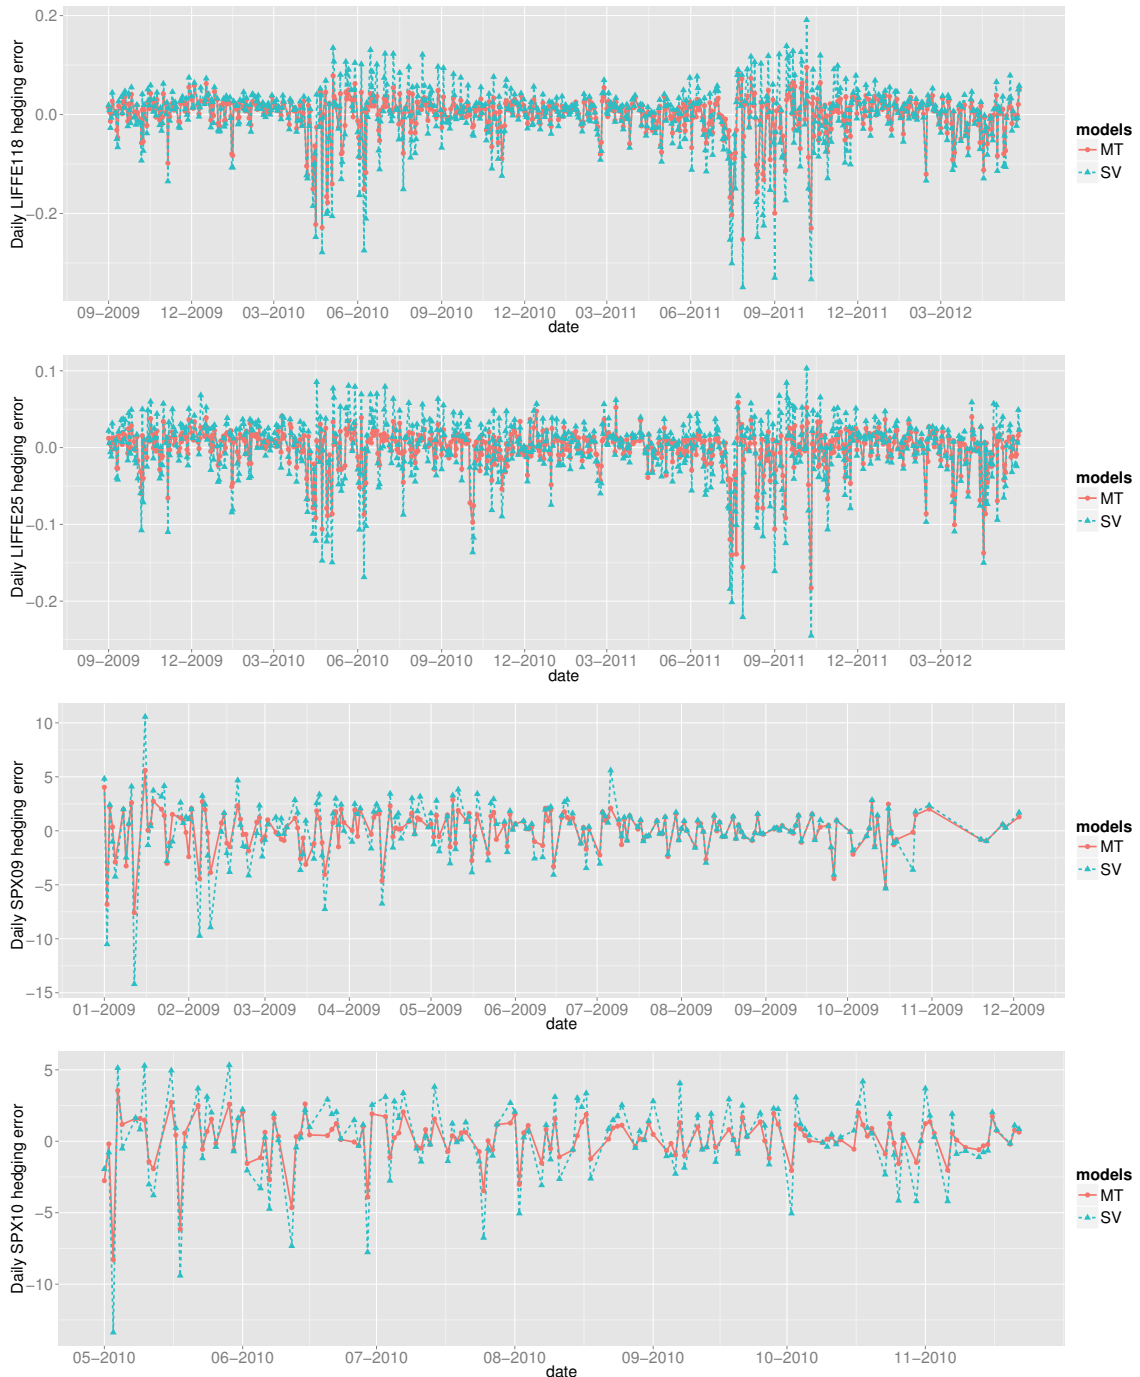 Daily LIFFE118 hedging error
0.2
0.0
−0.2
09−2009 12−2009 03−2010 06−2010 09−2010 12−2010 03−2011 06−2011 09−2011 12−2011 03−2012
date
models
MT
SV
Daily LIFFE25 hedging error
0.1
0.0
−0.1
−0.2
09−2009 12−2009 03−2010 06−2010 09−2010 12−2010 03−2011 06−2011 09−2011 12−2011 03−2012
date
models
MT
SV
Daily SPX09 hedging error
10
5
0
−5
−10
−15
01−2009 02−2009 03−2009 04−2009 05−2009 06−2009 07−2009 08−2009 09−2009 10−2009 11−2009 12−2009
date
models
MT
SV
Daily SPX10 hedging error
5
0
−5
−10
05−2010 06−2010 07−2010 08−2010 09−2010 10−2010 11−2010
date
models
MT
SV